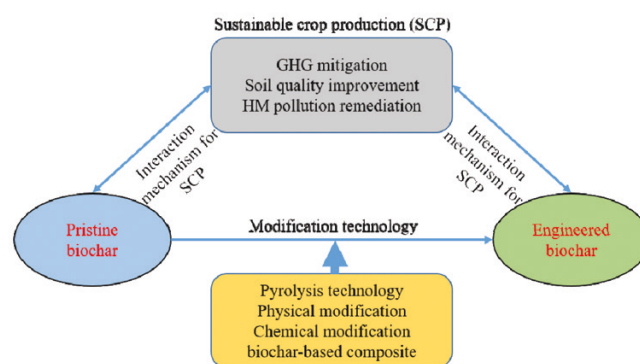 Sustainable crop production (SCP)
GHG mitigation
Soil quality improvement
HM pollution remediation
Interaction
mechanism for
SCP
Interaction
mechanism for
SCP
Pristine
biochar
Modification technology
Engineered
biochar
Pyrolysis technology
Physical modification
Chemical modification
biochar-based composite